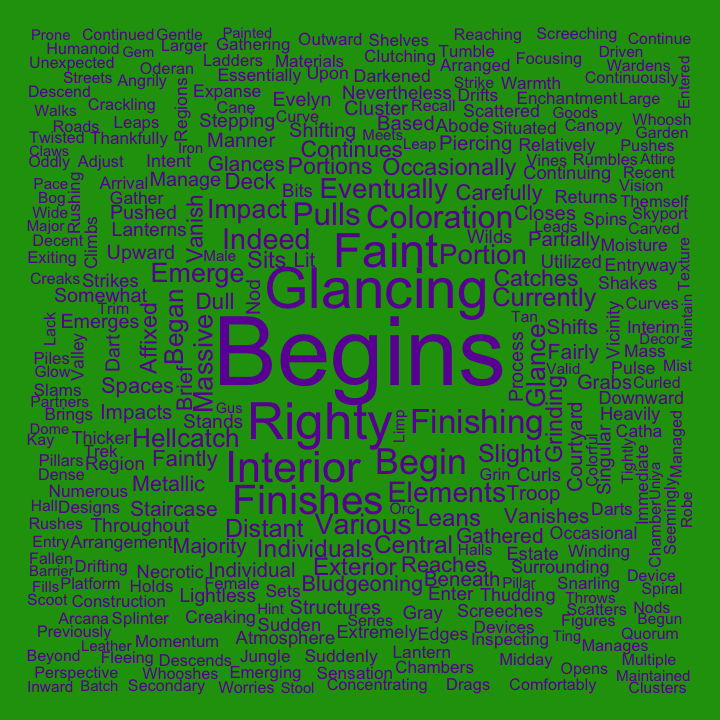 Prone Continued Gentle Painted Reaching Screeching Continue
Humanoid Gem Larger Gathering Outward Shelves Clutching Tumble Focusing Driven
Unexpected Oderan Ladders Materials Arranged Wardens
Streets Angrily Essentially Upon Darkened Strike Warmth Continuously Entered
Descend Crackling Regions Expanse Evelyn Nevertheless Drifts Enchantment Large
Walks Leaps Cane Curve Cluster Recall Scattered Goods Whoosh
Roads Stepping Shifting Based Abode Situated Canopy Garden
Twisted Thankfully Manner Meets Leap Piercing Relatively Pushes
Claws Iron Continues
Oddly Adjust Intent Glances Portions Occasionally Vines Rumbles Attire
Pace Arrival Manage Deck Bits Eventually Carefully Continuing Recent
Bog Rushing Gather Vanish Returns Vision
Wide Pushed Impact Pulls Coloration Closes Spins Themself
Major Lanterns Leads Skyport
Decent Climbs Indeed Faint Wilds Partially Carved
Exiting Upward Male Sits Lit Portion Utilized Moisture Texture
Creaks Strikes Emerge Nod Glancing Catches Entryway
Somewhat Dull Currently Shakes Maintain
Trim Began Curves
Lack Emerges Affixed Massive Begins Tan Shifts Vicinity Interim
Valley Dart Process Glance Fairly Decor
Piles Mass Mist
Glow Brief Valid Pulse
Slams Spaces Grabs Curled
Partners Downward
Brings Impacts Gus Righty Limp Finishing Grinding Courtyard Heavily
Dome Thicker Stands Catha
Kay Hellcatch Colorful Singular Tightly Managed
Trek
Pillars Region Faintly Interior Begin Slight
Dense Metallic Grin Curls Immediate Uniya
Numerous Finishes Elements Troop Seemingly
Hall Designs Staircase Orc Darts Chamber Robe
Rushes Throughout Distant Various Leans Vanishes Occasional
Entry Arrangement Majority Individuals Central Gathered Estate Winding
Fallen Halls
Barrier Drifting Necrotic Individual Exterior Reaches Surrounding
Fills Platform Holds Female Bludgeoning Beneath Pillar Snarling Device
Scoot Construction Lightless Sets Enter Thudding Throws Spiral
Arcana Splinter Hint Structures Gray Screeches Scatters Nods
Previously Creaking Sudden Series Devices Figures Begun
Leather Momentum Atmosphere Extremely Edges Inspecting Ting Quorum
Beyond Fleeing Descends Jungle Suddenly Lantern Midday Manages
Perspective Whooshes Emerging Sensation Chambers Opens Multiple
Maintained
Inward Batch Secondary Worries Stool Concentrating Drags Comfortably Clusters